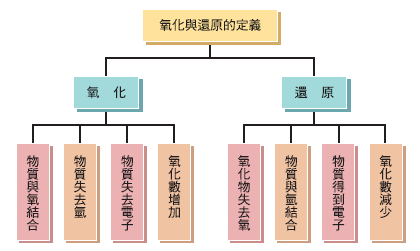 氧化與還原的定義
氧 化
還 原
物質與氧結合
物質失去氫
物質失去電子
氧化數增加
化合物失去氧
物質與氫結合
物質得到電子
氧化數減少